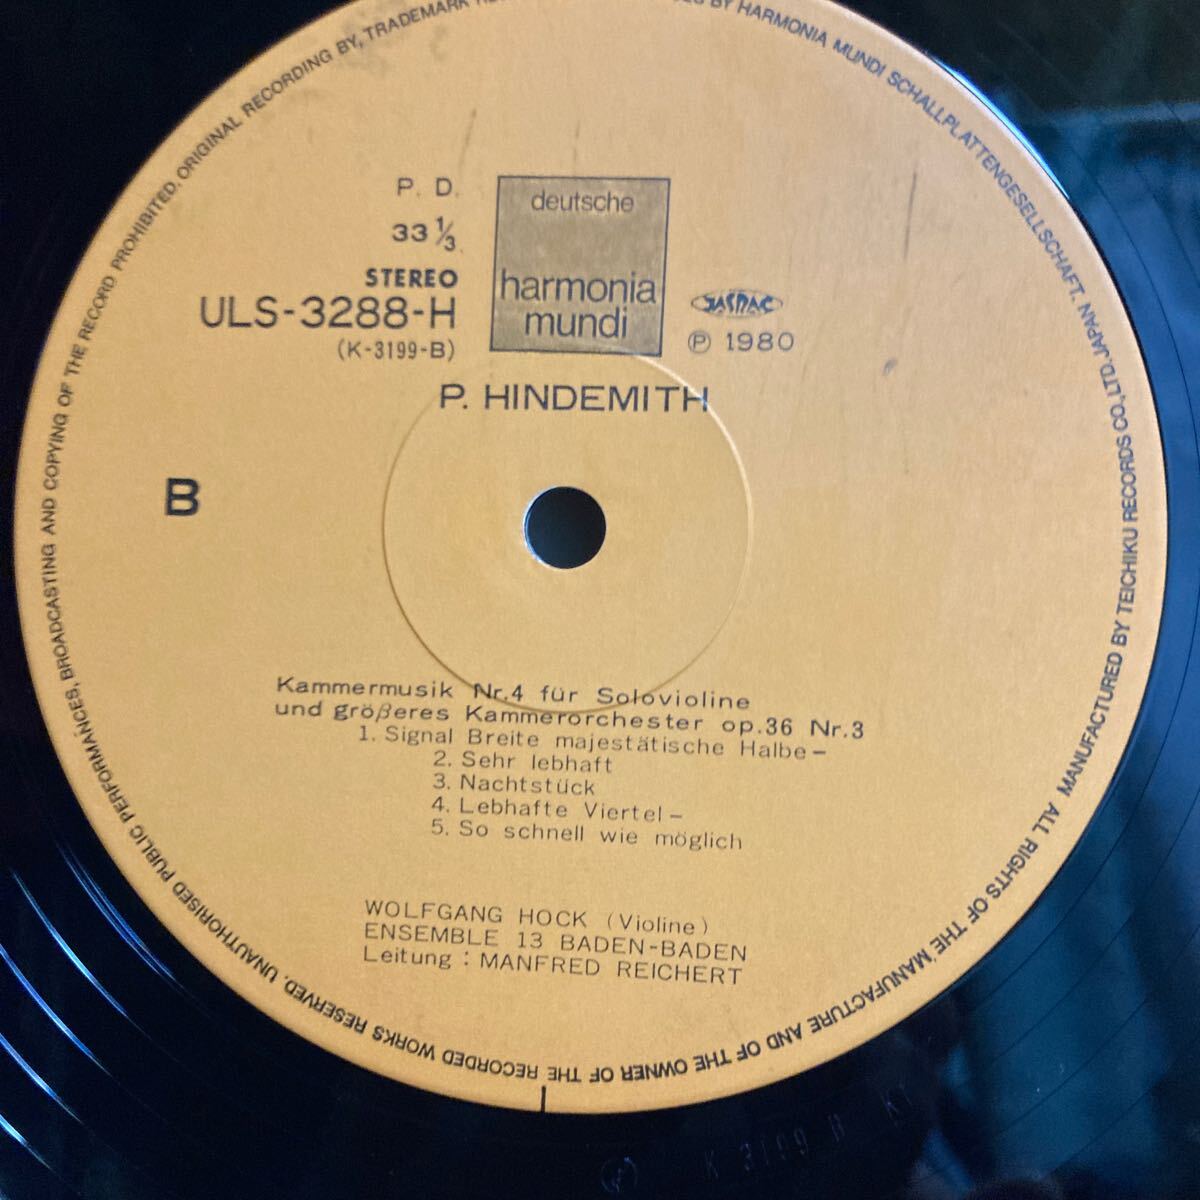 P. D.
33 1/3
STEREO
ULS-3288-H
(K-3199-B)
deutsche
harmonia
mundi
JASRAC
Ⓟ 1980
P. HINDEMITH
B
Kammermusik Nr.4 für Solovioline
und größeres Kammerorchester op.36 Nr.3
1. Signal Breite majestätische Halbe–
2. Sehr lebhaft
3. Nachtstück
4. Lebhafte Viertel–
5. So schnell wie möglich
WOLFGANG HOCK (Violine)
ENSEMBLE 13 BADEN-BADEN
Leitung : MANFRED REICHERT
BY HARMONIA MUNDI SCHALLPLATTENGESELLSCHAFT. JAPAN
MANUFACTURED BY TEICHIKU RECORDS CO., LTD. JAPAN
ALL RIGHTS OF THE MANUFACTURE AND OF THE OWNER OF THE RECORDED WORKS RESERVED. UNAUTHORISED PUBLIC PERFORMANCES, BROADCASTING AND COPYING OF THE RECORD PROHIBITED. ORIGINAL RECORDING BY, TRADEMARK
K 3199 B